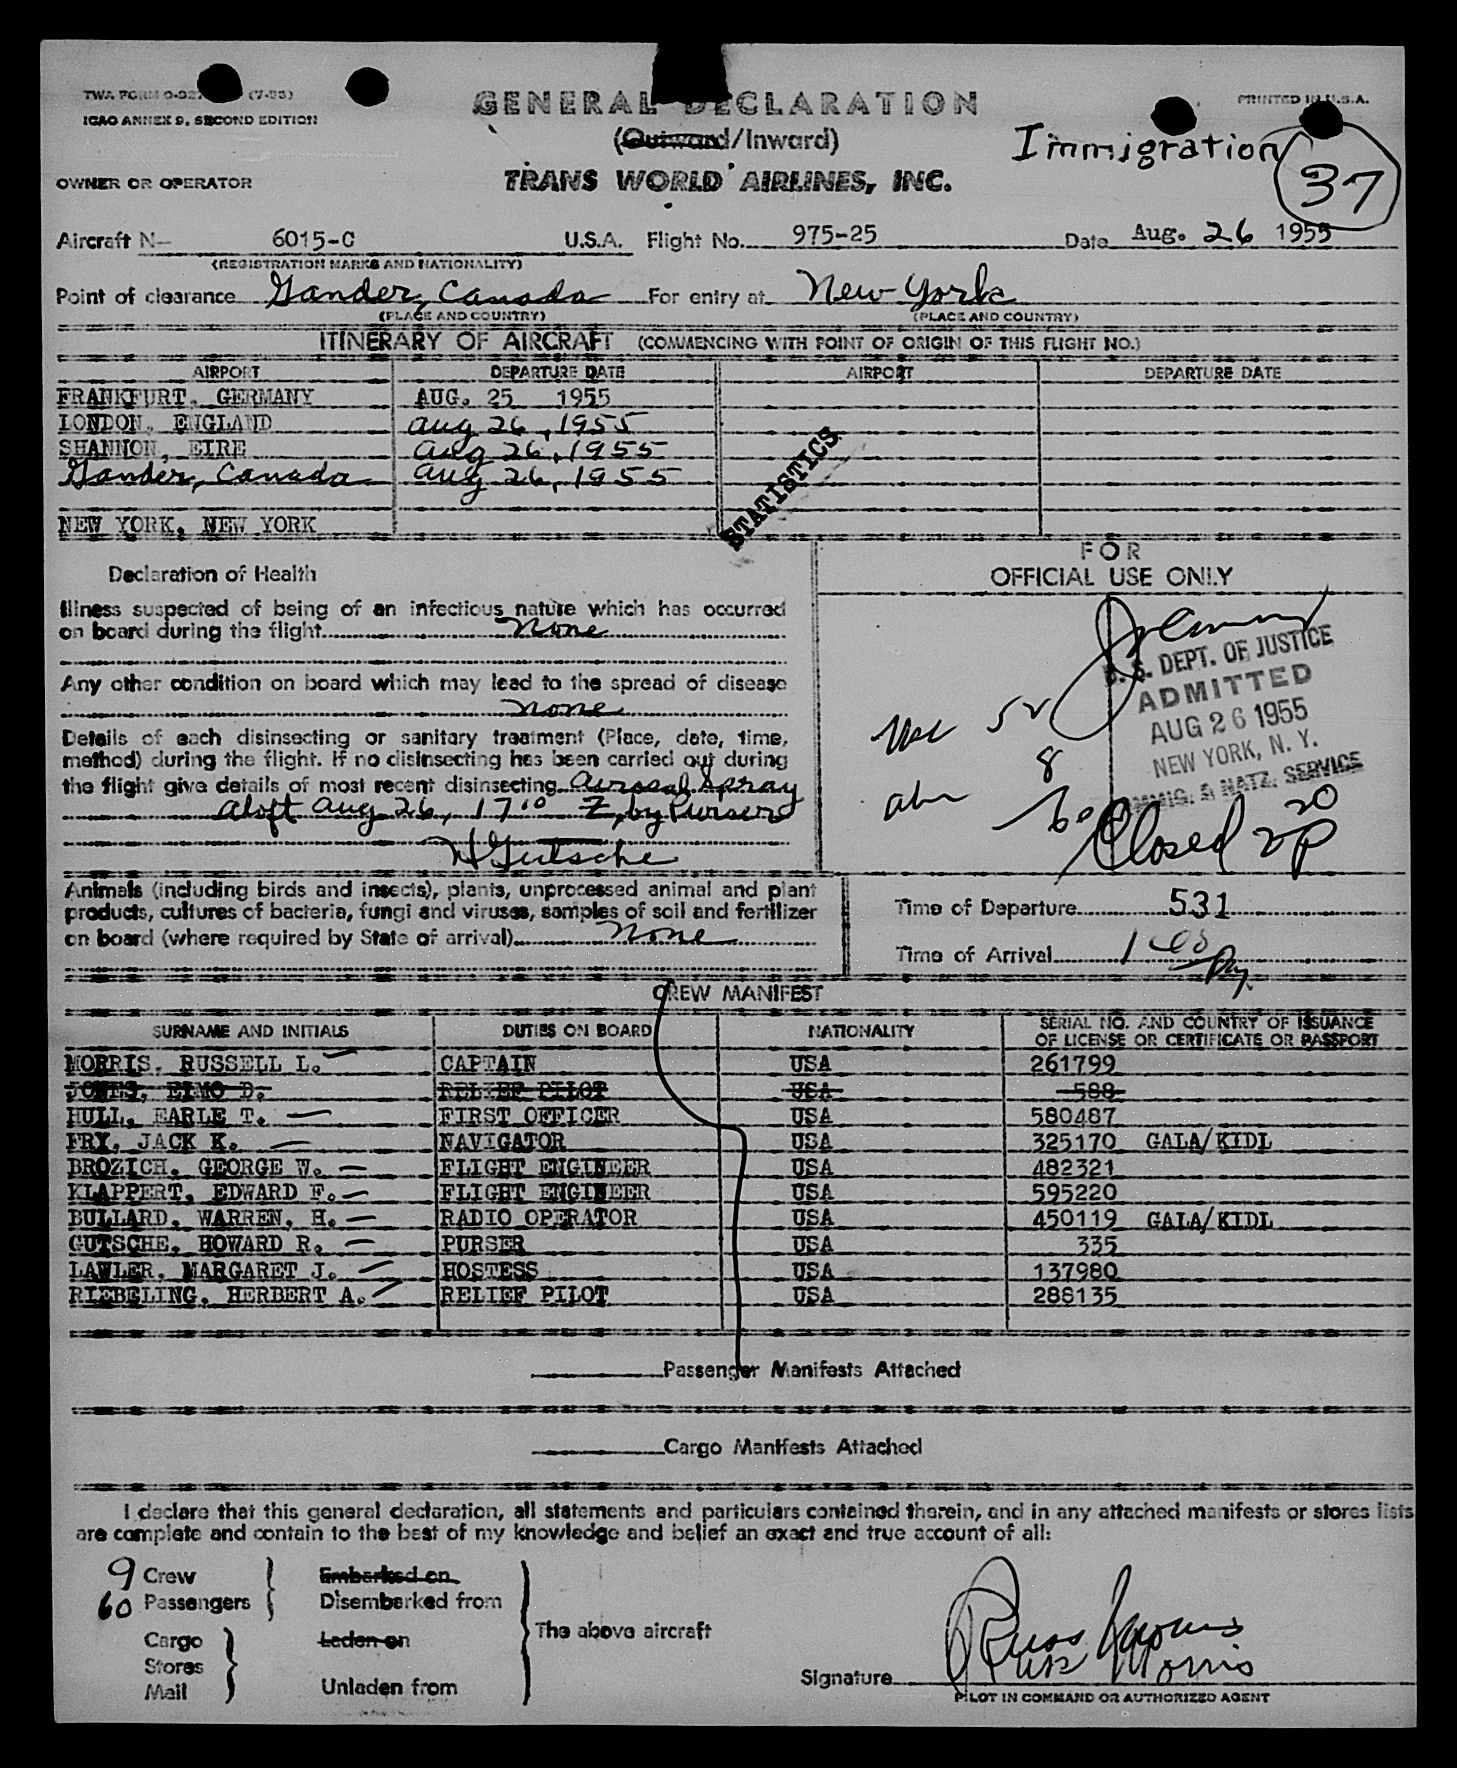 TWA FORM (7-53)
PRINTED IN U.S.A.
ICAO ANNEX 9, SECOND EDITION
GENERAL DECLARATION
(Outward/Inward)
Immigration
37
OWNER OR OPERATOR
TRANS WORLD AIRLINES, INC.
Aircraft N- 6015-C U.S.A. Flight No. 975-25 Date Aug. 26 1955
(REGISTRATION MARKS AND NATIONALITY)
Point of clearance Gander, Canada For entry at New York
(PLACE AND COUNTRY) (PLACE AND COUNTRY)
ITINERARY OF AIRCRAFT (COMMENCING WITH POINT OF ORIGIN OF THIS FLIGHT NO.)
AIRPORT DEPARTURE DATE AIRPORT DEPARTURE DATE
FRANKFURT, GERMANY AUG. 25 1955
LONDON, ENGLAND Aug 26, 1955
SHANNON, EIRE Aug 26, 1955
Gander, Canada Aug 26, 1955
NEW YORK, NEW YORK
STATISTICS
Declaration of Health
Illness suspected of being of an infectious nature which has occurred
on board during the flight None
Any other condition on board which may lead to the spread of disease
None
Details of each disinsecting or sanitary treatment (Place, date, time,
method) during the flight. If no disinsecting has been carried out during
the flight give details of most recent disinsecting Aerosol Spray
aloft Aug 26, 1710 Z, by Purser
H Gutsche
FOR
OFFICIAL USE ONLY
U. S. DEPT. OF JUSTICE
ADMITTED
AUG 26 1955
NEW YORK, N. Y.
IMMIG. & NATZ. SERVICE
52
8
60
Closed 20
2P
Animals (including birds and insects), plants, unprocessed animal and plant
products, cultures of bacteria, fungi and viruses, samples of soil and fertilizer
on board (where required by State of arrival) None
Time of Departure 531
Time of Arrival
CREW MANIFEST
SURNAME AND INITIALS DUTIES ON BOARD NATIONALITY SERIAL NO. AND COUNTRY OF ISSUANCE
OF LICENSE OR CERTIFICATE OR PASSPORT
MORRIS, RUSSELL L. CAPTAIN USA 261799
JONES, ELMO D. RELIEF PILOT USA 588
HULL, EARLE T. FIRST OFFICER USA 580487
FRY, JACK K. NAVIGATOR USA 325170 GALA/KIDL
BROZICH, GEORGE W. FLIGHT ENGINEER USA 482321
KLAPPERT, EDWARD F. FLIGHT ENGINEER USA 595220
BULLARD, WARREN, H. RADIO OPERATOR USA 450119 GALA/KIDL
GUTSCHE, HOWARD R. PURSER USA 335
LAWLER, MARGARET J. HOSTESS USA 137980
RIEBELING, HERBERT A. RELIEF PILOT USA 288135
Passenger Manifests Attached
Cargo Manifests Attached
I declare that this general declaration, all statements and particulars contained therein, and in any attached manifests or stores lists
are complete and contain to the best of my knowledge and belief an exact and true account of all:
9 Crew Embarked on
60 Passengers Disembarked from
The above aircraft
Cargo Laden on
Stores
Mail Unladen from
Russ Morris
Russ Morris
Signature
PILOT IN COMMAND OR AUTHORIZED AGENT